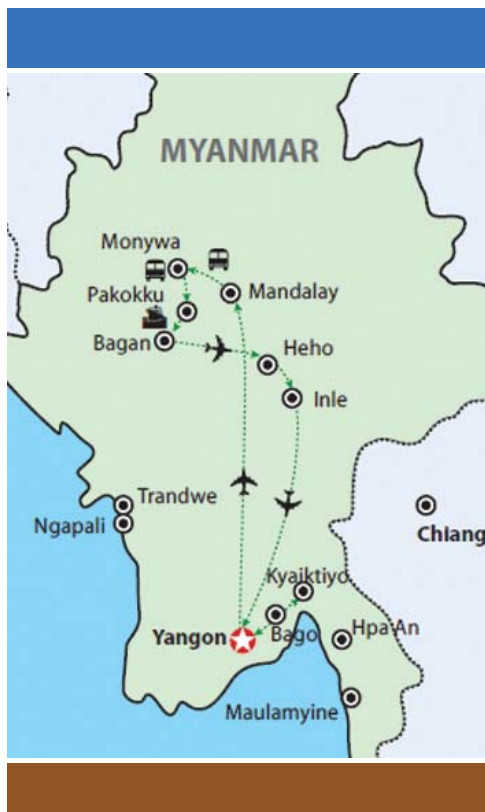 MYANMAR
Monywa
Pakokku
Mandalay
Bagan
Heho
Inle
Trandwe
Ngapali
Chiang
Kyaiktiyo
Yangon
Bago
Hpa An
Maulamyine